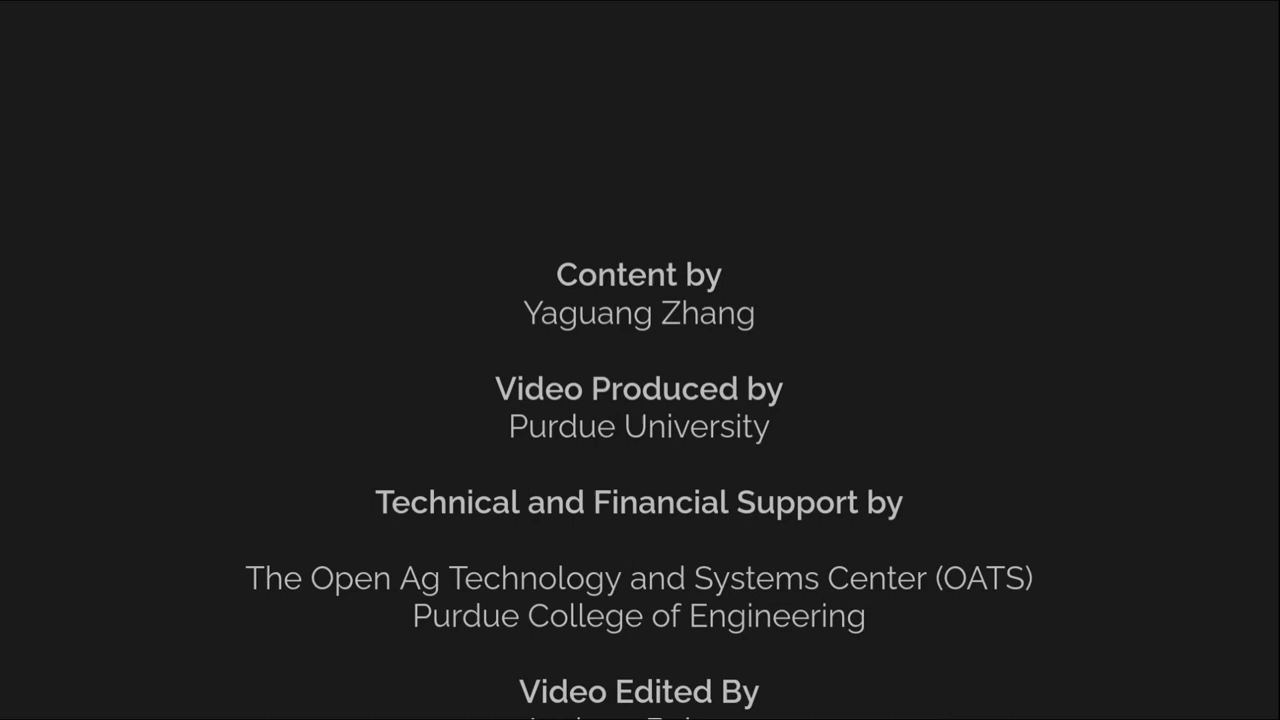 Content by
Yaguang Zhang
Video Produced by
Purdue University
Technical and Financial Support by
The Open Ag Technology and Systems Center (OATS)
Purdue College of Engineering
Video Edited By